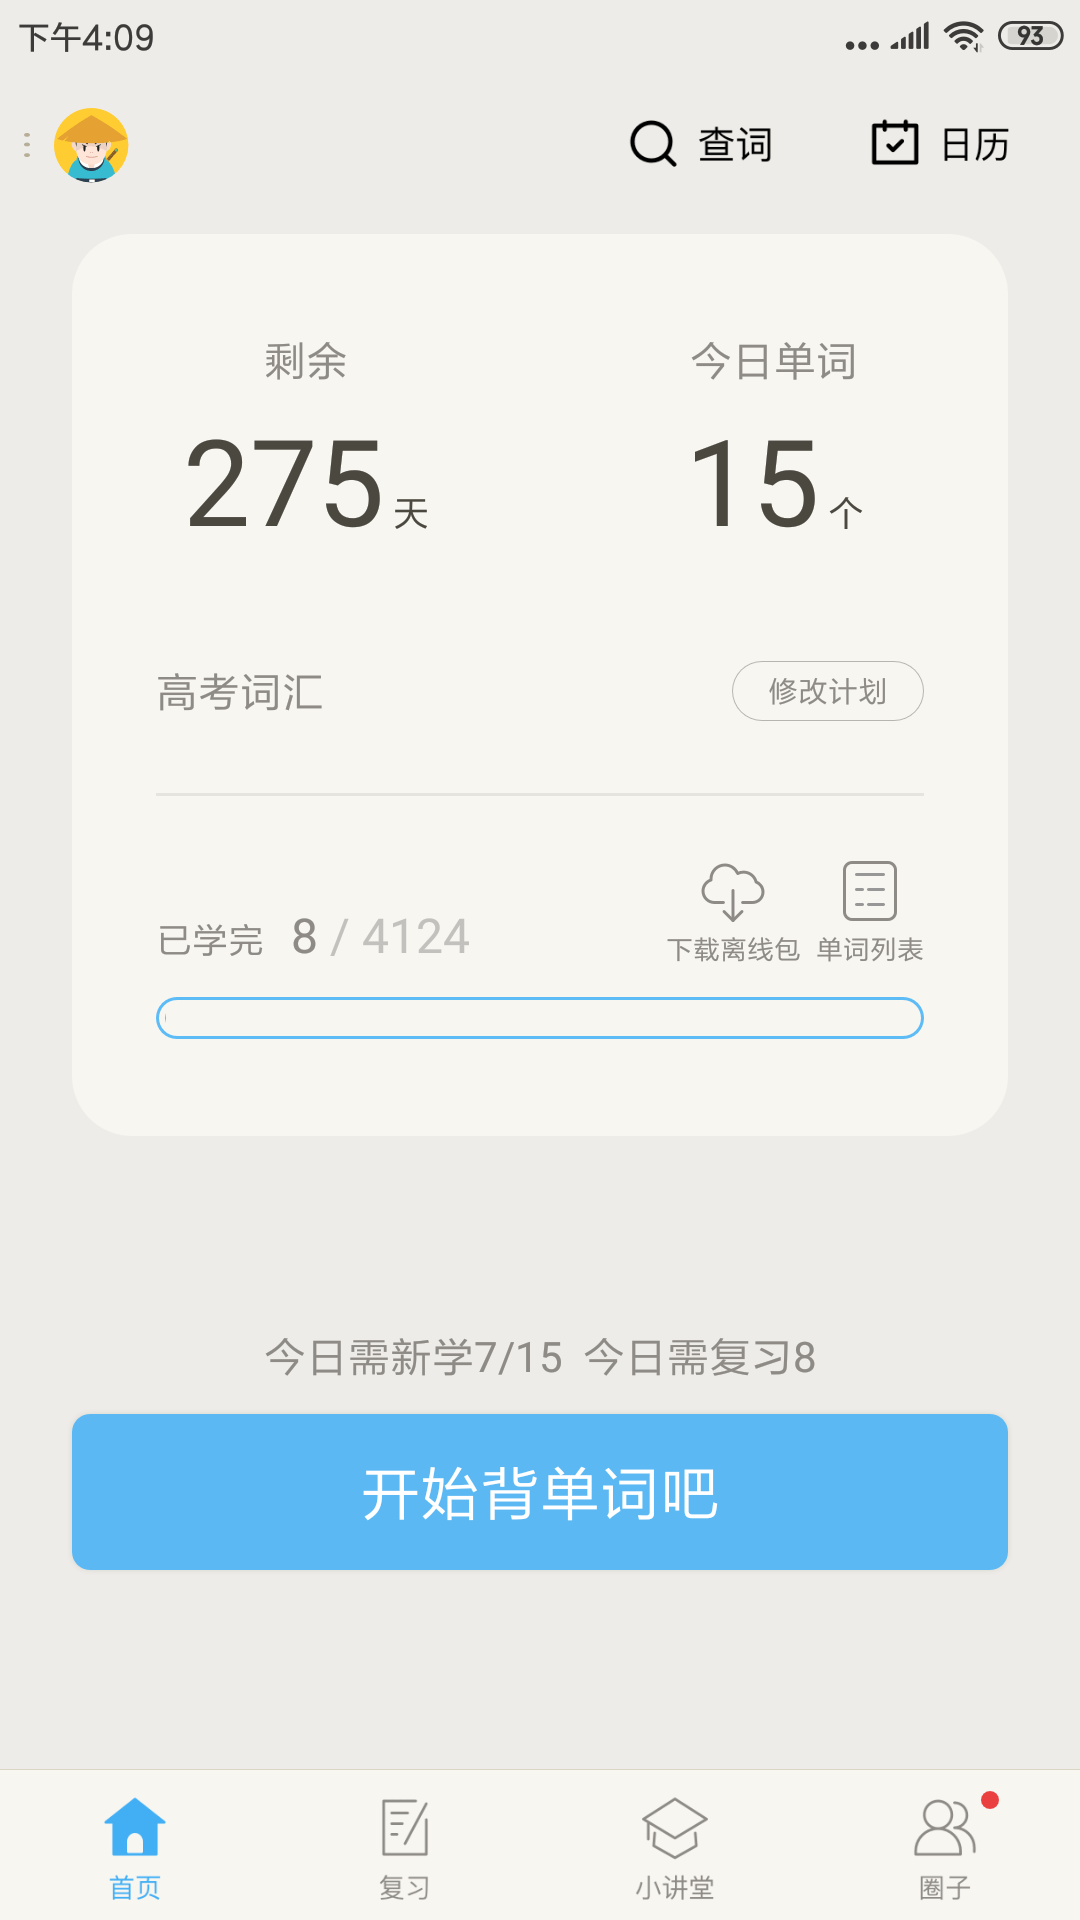 下午4:09 93
查词 日历
剩余 今日单词
275天 15个
高考词汇 修改计划
已学完 8 / 4124 下载离线包 单词列表
今日需新学7/15 今日需复习8
开始背单词吧
首页 复习 小讲堂 圈子